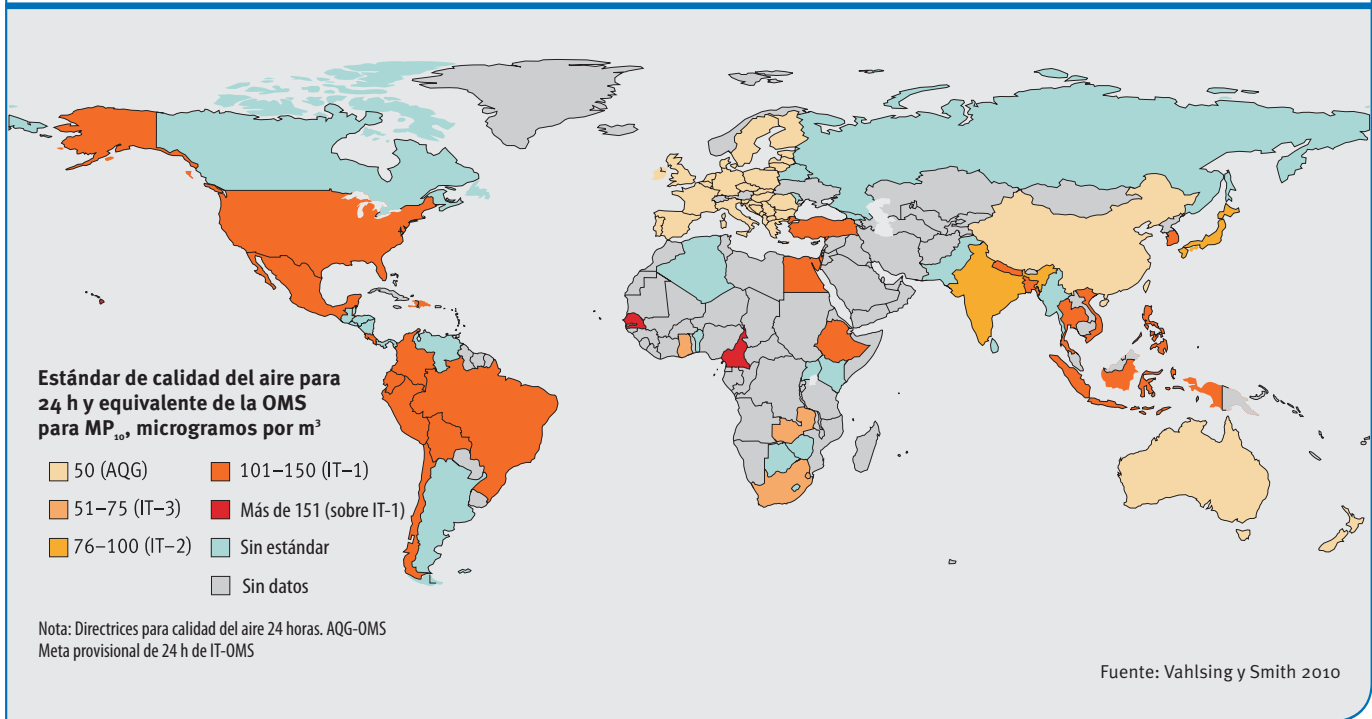 Estándar de calidad del aire para
24 h y equivalente de la OMS
para MP₁₀, microgramos por m³
50 (AQG)
51–75 (IT–3)
76–100 (IT–2)
101–150 (IT–1)
Más de 151 (sobre IT-1)
Sin estándar
Sin datos
Nota: Directrices para calidad del aire 24 horas. AQG-OMS
Meta provisional de 24 h de IT-OMS
Fuente: Vahlsing y Smith 2010